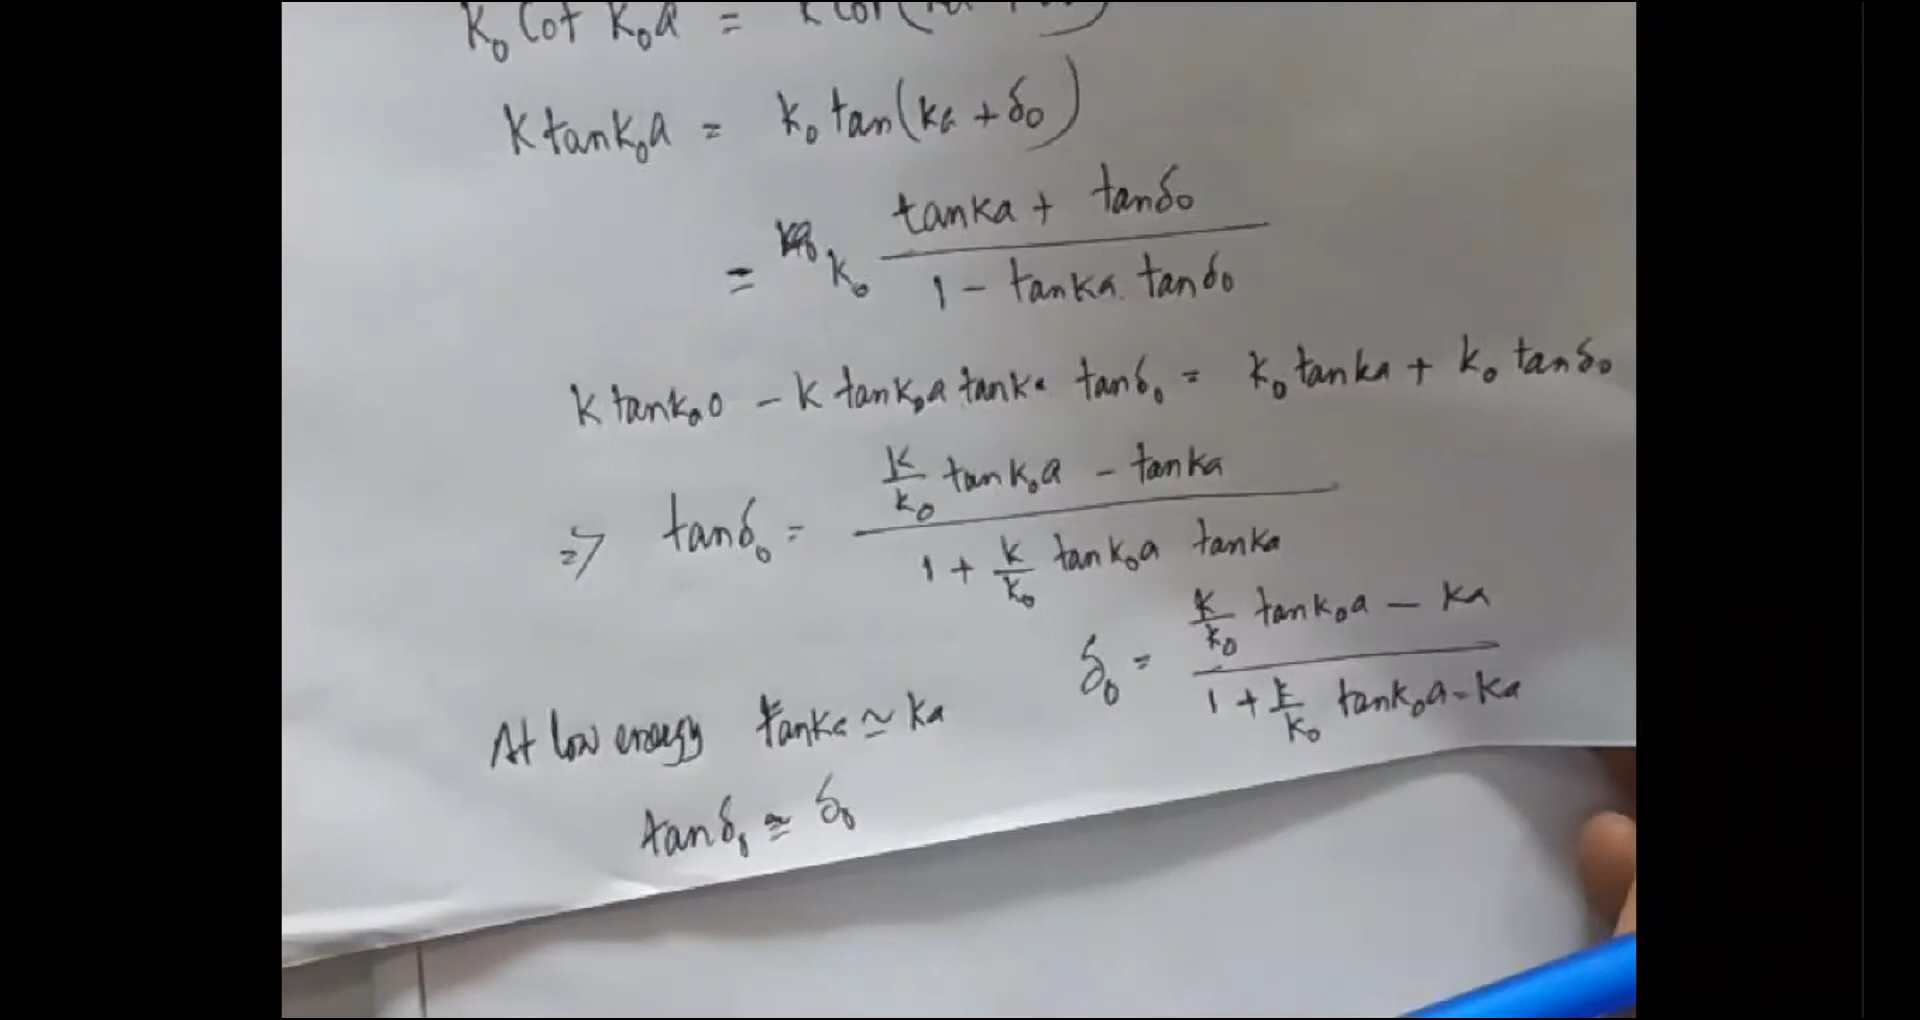 k₀ cot k₀a = k cot(
k tank₀a = k₀ tan(ka + δ₀)
= k₀ (tanka + tanδ₀) / (1 - tanka. tanδ₀)
k tank₀a - k tank₀a tanka tanδ₀ = k₀ tanka + k₀ tanδ₀
⇒ tanδ₀ = (k/k₀ tank₀a - tanka) / (1 + k/k₀ tank₀a tanka)
δ₀ = (k/k₀ tank₀a - ka) / (1 + k/k₀ tank₀a - ka)
At low energy tanka ≃ ka
tanδ₀ ≃ δ₀